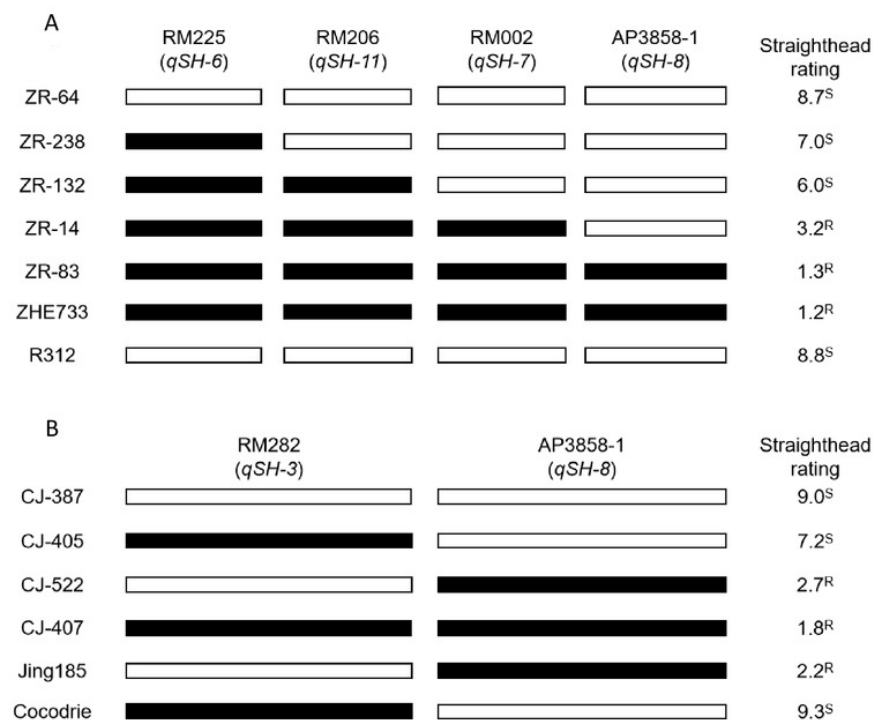 A
RM225 RM206 RM002 AP3858-1 Straighthead
(qSH-6) (qSH-11) (qSH-7) (qSH-8) rating
ZR-64 8.7ˢ
ZR-238 7.0ˢ
ZR-132 6.0ˢ
ZR-14 3.2ᴿ
ZR-83 1.3ᴿ
ZHE733 1.2ᴿ
R312 8.8ˢ
B
RM282 AP3858-1 Straighthead
(qSH-3) (qSH-8) rating
CJ-387 9.0ˢ
CJ-405 7.2ˢ
CJ-522 2.7ᴿ
CJ-407 1.8ᴿ
Jing185 2.2ᴿ
Cocodrie 9.3ˢ